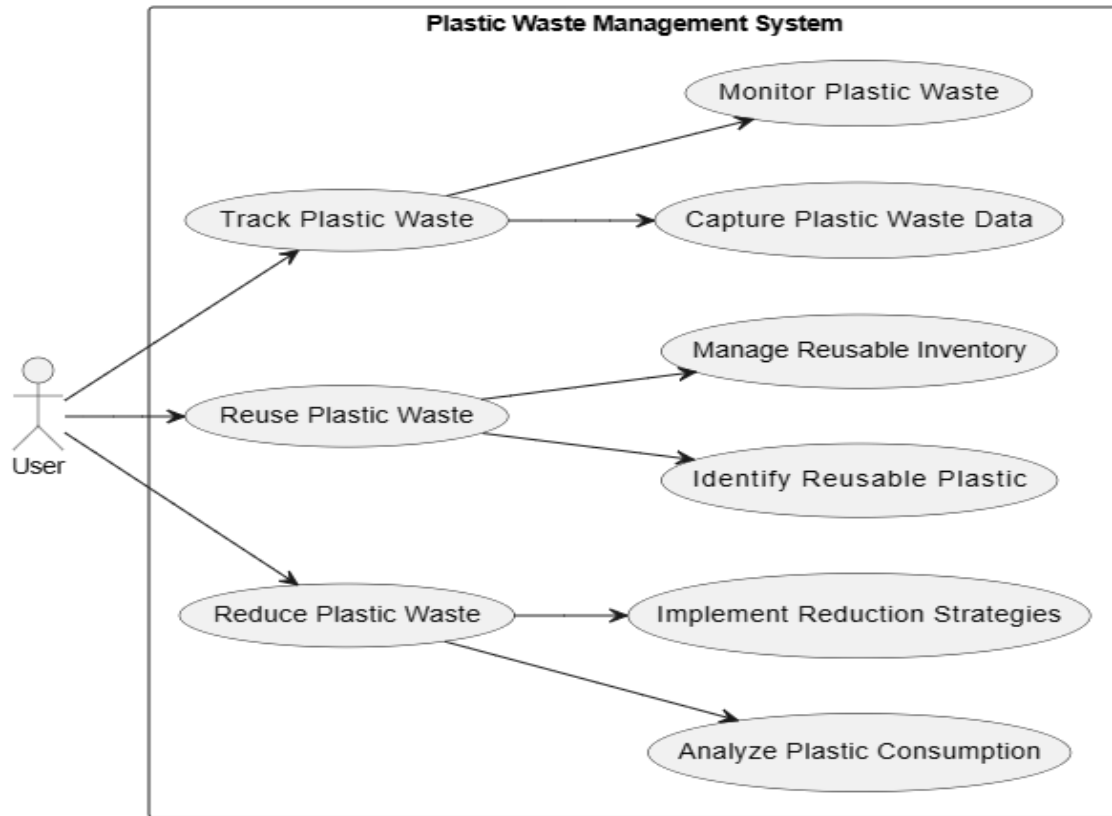 Plastic Waste Management System
Monitor Plastic Waste
Track Plastic Waste
Capture Plastic Waste Data
Manage Reusable Inventory
Reuse Plastic Waste
User
Identify Reusable Plastic
Reduce Plastic Waste
Implement Reduction Strategies
Analyze Plastic Consumption